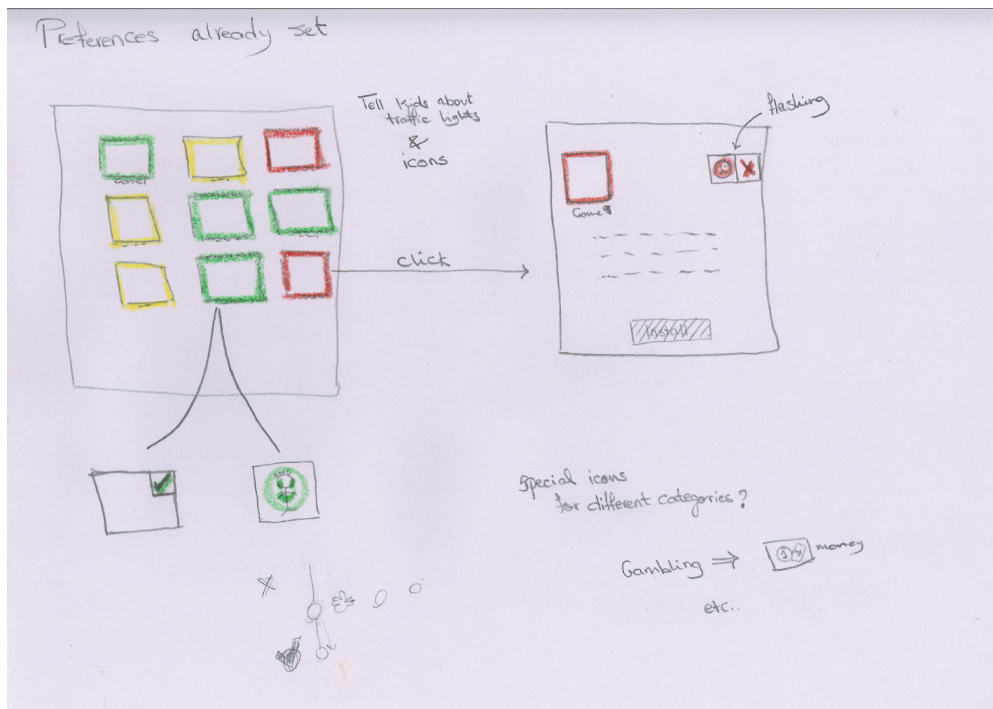 Preferences already set
Tell kids about
traffic lights
&
icons
flashing
Game 1
Game 9
click
Install
Special icons
for different categories?
Gambling ⇒ money
etc..